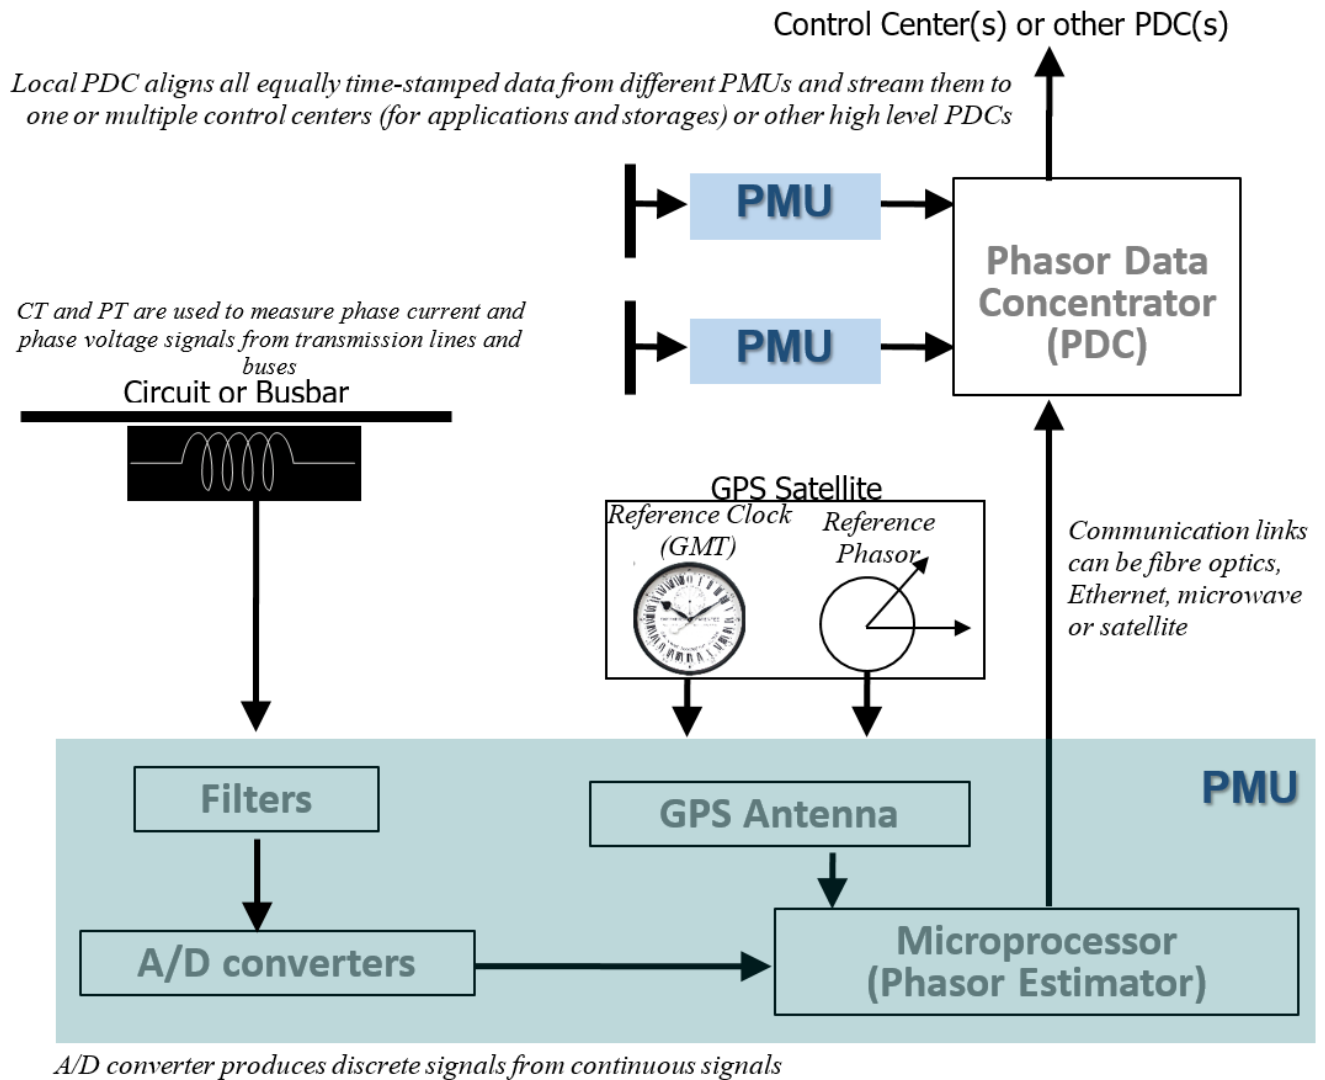 Control Center(s) or other PDC(s)
Local PDC aligns all equally time-stamped data from different PMUs and stream them to
one or multiple control centers (for applications and storages) or other high level PDCs
PMU
Phasor Data
Concentrator
(PDC)
PMU
CT and PT are used to measure phase current and
phase voltage signals from transmission lines and
buses
Circuit or Busbar
GPS Satellite
Reference Clock
(GMT)
Reference
Phasor
Communication links
can be fibre optics,
Ethernet, microwave
or satellite
PMU
Filters
GPS Antenna
A/D converters
Microprocessor
(Phasor Estimator)
A/D converter produces discrete signals from continuous signals